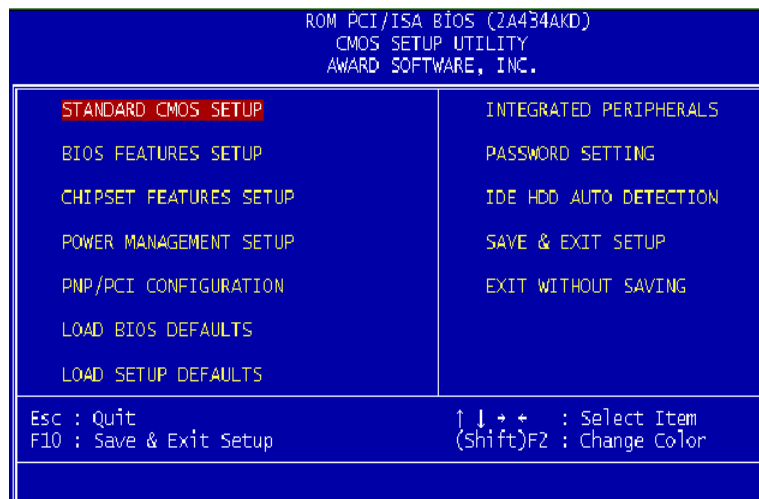 ROM PCI/ISA BIOS (2A434AKD)
CMOS SETUP UTILITY
AWARD SOFTWARE, INC.
STANDARD CMOS SETUP
BIOS FEATURES SETUP
CHIPSET FEATURES SETUP
POWER MANAGEMENT SETUP
PNP/PCI CONFIGURATION
LOAD BIOS DEFAULTS
LOAD SETUP DEFAULTS
INTEGRATED PERIPHERALS
PASSWORD SETTING
IDE HDD AUTO DETECTION
SAVE & EXIT SETUP
EXIT WITHOUT SAVING
Esc : Quit
F10 : Save & Exit Setup
↑ ↓ → ← : Select Item
(Shift)F2 : Change Color